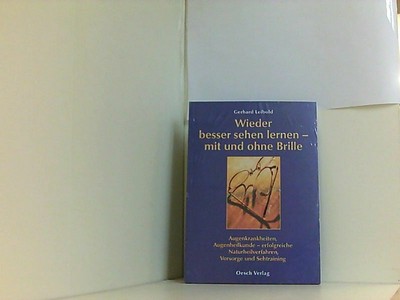 Gerhard Leibold
Wieder
besser sehen lernen –
mit und ohne Brille
Augenkrankheiten,
Augenheilkunde – erfolgreiche
Naturheilverfahren,
Vorsorge und Sehtraining
Oesch Verlag